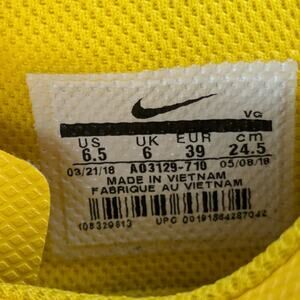 VG
US UK EUR cm
6.5 6 39 24.5
03/21/18 AO3129-710 05/08/18
MADE IN VIETNAM
FABRIQUE AU VIETNAM
UPC 00191884287042